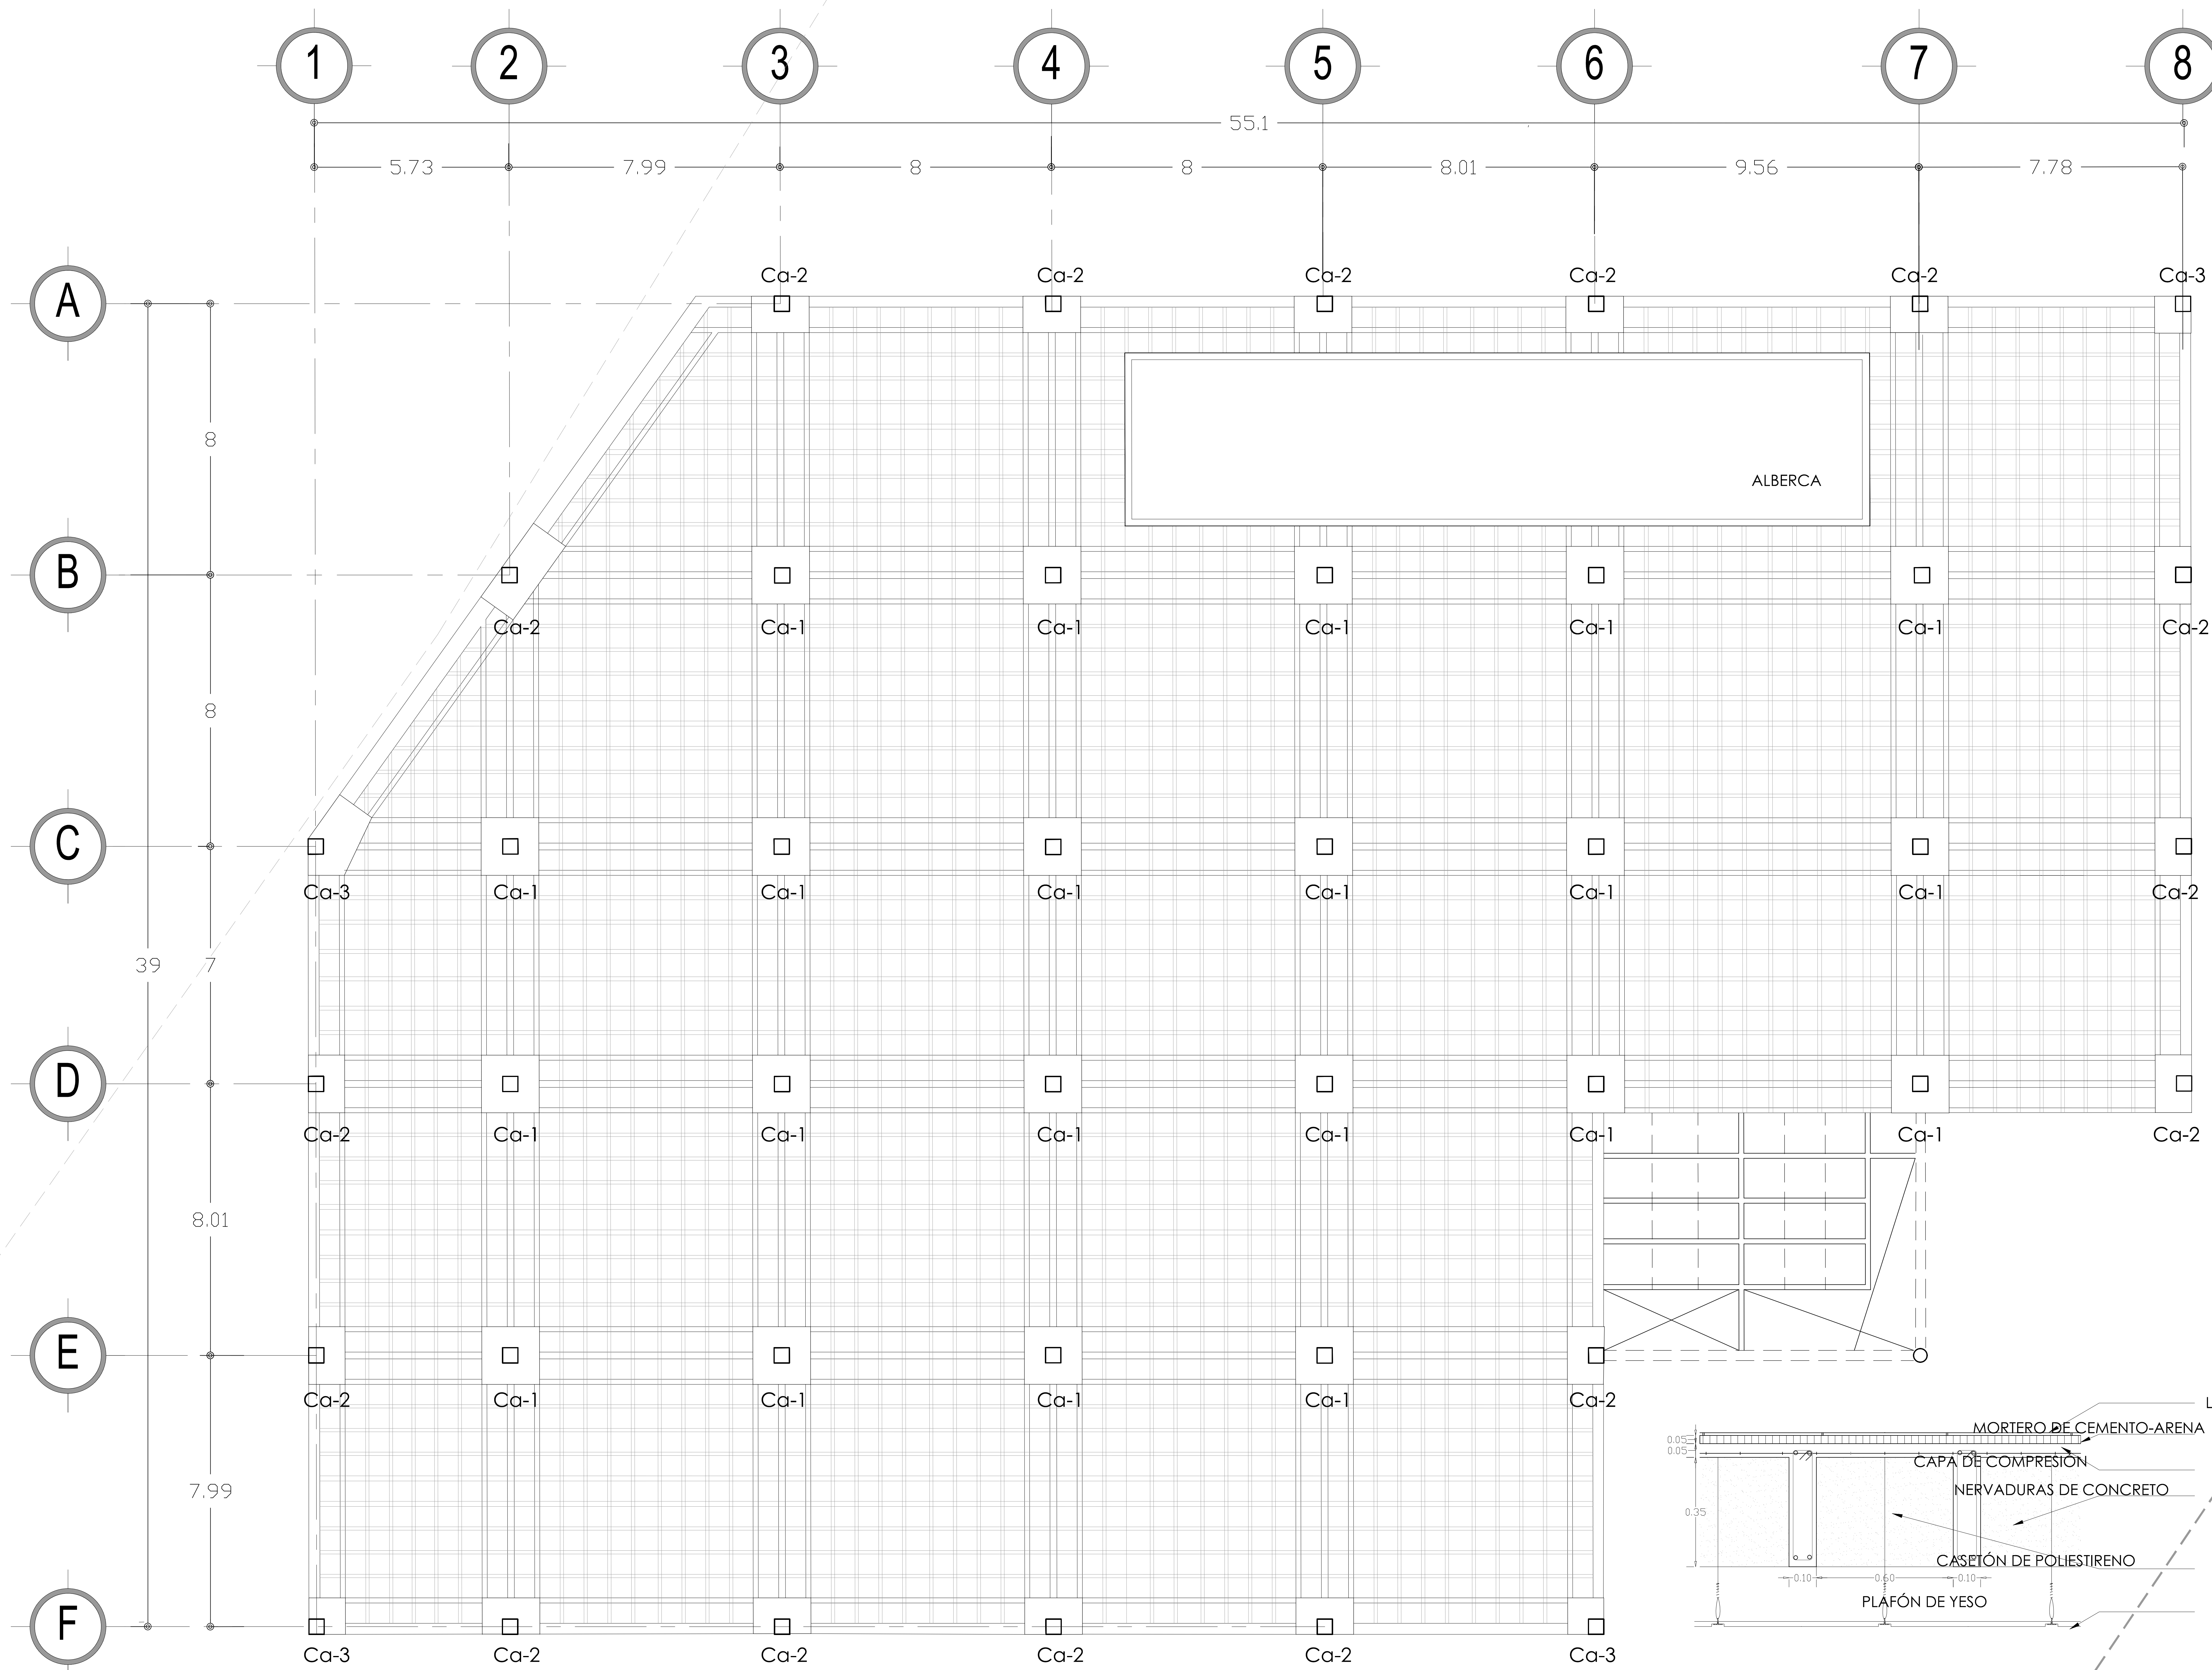 1 2 3 4 5 6 7 8
55.1
5.73 7.99 8 8 8.01 9.56 7.78
Ca-2 Ca-2 Ca-2 Ca-2 Ca-2 Ca-3
A
8
ALBERCA
B
Ca-2 Ca-1 Ca-1 Ca-1 Ca-1 Ca-1 Ca-2
8
C
Ca-3 Ca-1 Ca-1 Ca-1 Ca-1 Ca-1 Ca-1 Ca-2
39 7
D
Ca-2 Ca-1 Ca-1 Ca-1 Ca-1 Ca-1 Ca-1 Ca-2
8.01
E
Ca-2 Ca-1 Ca-1 Ca-1 Ca-1 Ca-2
7.99
F
Ca-3 Ca-2 Ca-2 Ca-2 Ca-2 Ca-3
L
MORTERO DE CEMENTO-ARENA
0.05
0.05
CAPA DE COMPRESIÓN
NERVADURAS DE CONCRETO
0.35
CASETÓN DE POLIESTIRENO
0.10 0.60 0.10
PLAFÓN DE YESO